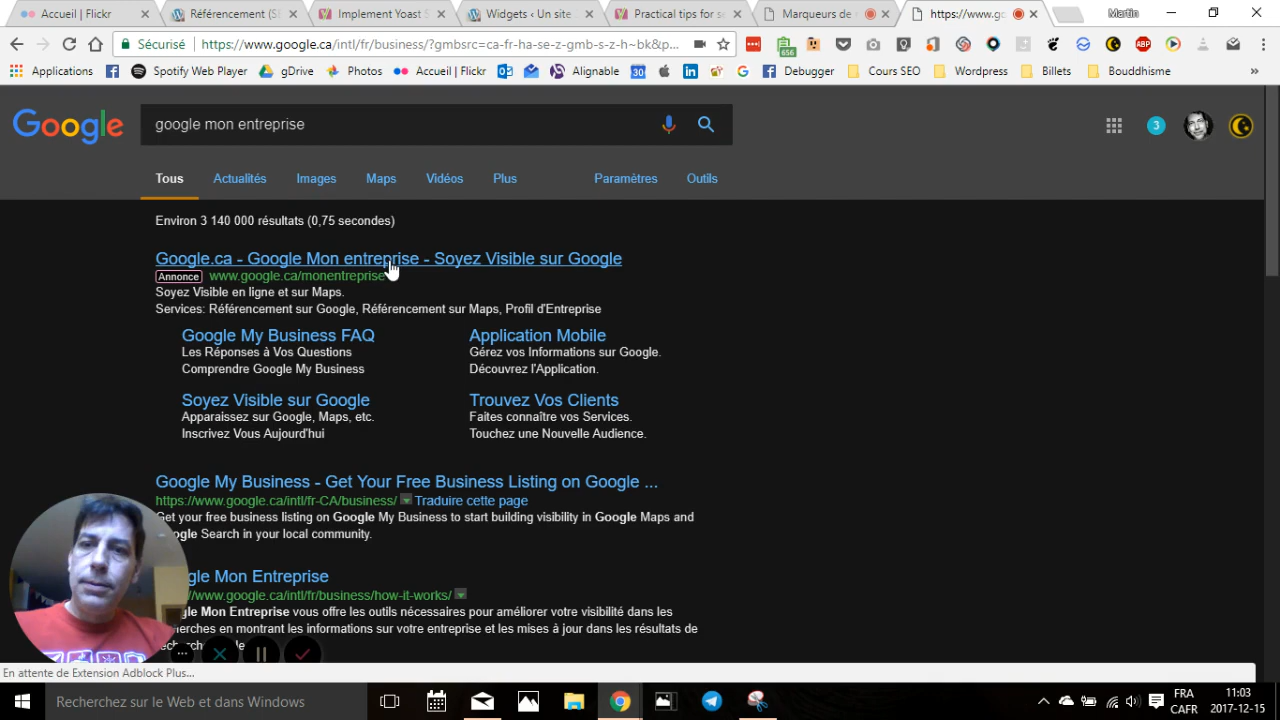 Accueil | Flickr
Référencement (SE
Implement Yoast S
Widgets ‹ Un site
Practical tips for se
Marqueurs de
https://www.gc
Martin
Sécurisé
https://www.google.ca/intl/fr/business/?gmbsrc=ca-fr-ha-se-z-gmb-s-z-h~bk&p...
656
ABP
Applications
Spotify Web Player
gDrive
Photos
Accueil | Flickr
Alignable
30
Debugger
Cours SEO
Wordpress
Billets
Bouddhisme
»
Google
google mon entreprise
3
Tous
Actualités
Images
Maps
Vidéos
Plus
Paramètres
Outils
Environ 3 140 000 résultats (0,75 secondes)
Google.ca - Google Mon entreprise - Soyez Visible sur Google
Annonce www.google.ca/monentreprise
Soyez Visible en ligne et sur Maps.
Services: Référencement sur Google, Référencement sur Maps, Profil d'Entreprise
Google My Business FAQ
Les Réponses à Vos Questions
Comprendre Google My Business
Application Mobile
Gérez vos Informations sur Google.
Découvrez l'Application.
Soyez Visible sur Google
Apparaissez sur Google, Maps, etc.
Inscrivez Vous Aujourd'hui
Trouvez Vos Clients
Faites connaître vos Services.
Touchez une Nouvelle Audience.
Google My Business - Get Your Free Business Listing on Google ...
https://www.google.ca/intl/fr-CA/business/ Traduire cette page
Get your free business listing on Google My Business to start building visibility in Google Maps and
ogle Search in your local community.
gle Mon Entreprise
/www.google.ca/intl/fr/business/how-it-works/
gle Mon Entreprise vous offre les outils nécessaires pour améliorer votre visibilité dans les
cherches en montrant les informations sur votre entreprise et les mises à jour dans les résultats de
En attente de Extension Adblock Plus...
Recherchez sur le Web et dans Windows
FRA
CAFR
11:03
2017-12-15